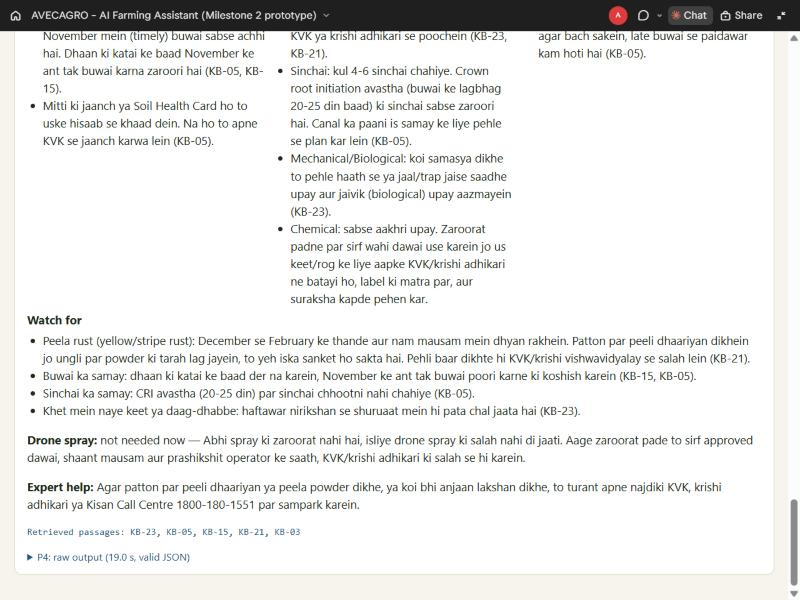 AVECAGRO - AI Farming Assistant (Milestone 2 prototype)
A
Chat
Share
November mein (timely) buwai sabse achhi
hai. Dhaan ki katai ke baad November ke
ant tak buwai karna zaroori hai (KB-05, KB-
15).
Mitti ki jaanch ya Soil Health Card ho to
uske hisaab se khaad dein. Na ho to apne
KVK se jaanch karwa lein (KB-05).
KVK ya krishi adhikari se poochein (KB-23,
KB-21).
Sinchai: kul 4-6 sinchai chahiye. Crown
root initiation avastha (buwai ke lagbhag
20-25 din baad) ki sinchai sabse zaroori
hai. Canal ka paani is samay ke liye pehle
se plan kar lein (KB-05).
Mechanical/Biological: koi samasya dikhe
to pehle haath se ya jaal/trap jaise saadhe
upay aur jaivik (biological) upay aazmayein
(KB-23).
Chemical: sabse aakhri upay. Zaroorat
padne par sirf wahi dawai use karein jo us
keet/rog ke liye aapke KVK/krishi adhikari
ne batayi ho, label ki matra par, aur
suraksha kapde pehen kar.
agar bach sakein, late buwai se paidawar
kam hoti hai (KB-05).
Watch for
Peela rust (yellow/stripe rust): December se February ke thande aur nam mausam mein dhyan rakhein. Patton par peeli dhaariyan dikhein
jo ungli par powder ki tarah lag jayein, to yeh iska sanket ho sakta hai. Pehli baar dikhte hi KVK/krishi vishwavidyalay se salah lein (KB-21).
Buwai ka samay: dhaan ki katai ke baad der na karein, November ke ant tak buwai poori karne ki koshish karein (KB-15, KB-05).
Sinchai ka samay: CRI avastha (20-25 din) par sinchai chhootni nahi chahiye (KB-05).
Khet mein naye keet ya daag-dhabbe: haftawar nirikshan se shuruaat mein hi pata chal jaata hai (KB-23).
Drone spray: not needed now — Abhi spray ki zaroorat nahi hai, isliye drone spray ki salah nahi di jaati. Aage zaroorat pade to sirf approved
dawai, shaant mausam aur prashikshit operator ke saath, KVK/krishi adhikari ki salah se hi karein.
Expert help: Agar patton par peeli dhaariyan ya peela powder dikhe, ya koi bhi anjaan lakshan dikhe, to turant apne najdiki KVK, krishi
adhikari ya Kisan Call Centre 1800-180-1551 par sampark karein.
Retrieved passages: KB-23, KB-05, KB-15, KB-21, KB-03
P4: raw output (19.0 s, valid JSON)